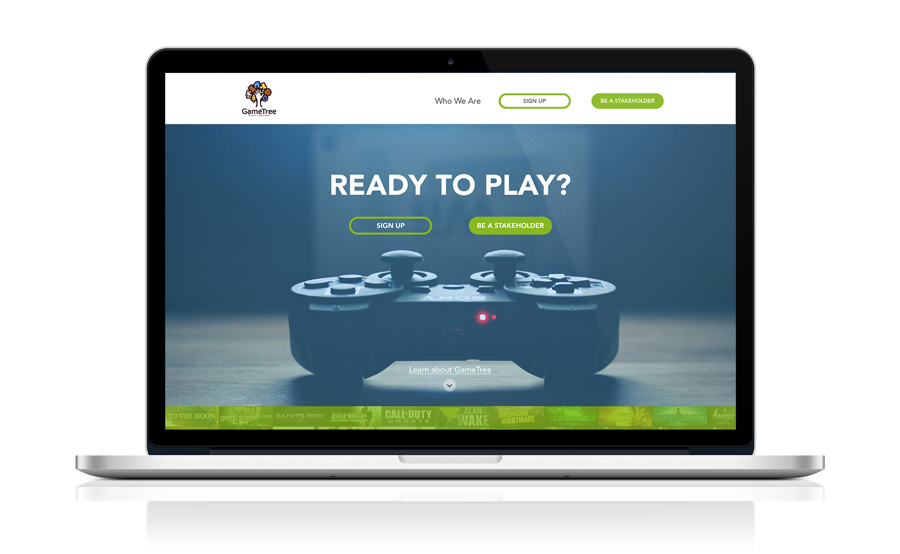 GameTree
Who We Are
SIGN UP
BE A STAKEHOLDER
READY TO PLAY?
SIGN UP
BE A STAKEHOLDER
SONY
Learn about GameTree
TO THE MOON
SAINTS ROW
CALL OF DUTY
CALL OF DUTY
GHOSTS
ALAN
WAKE
AMERICAN
NIGHTMARE